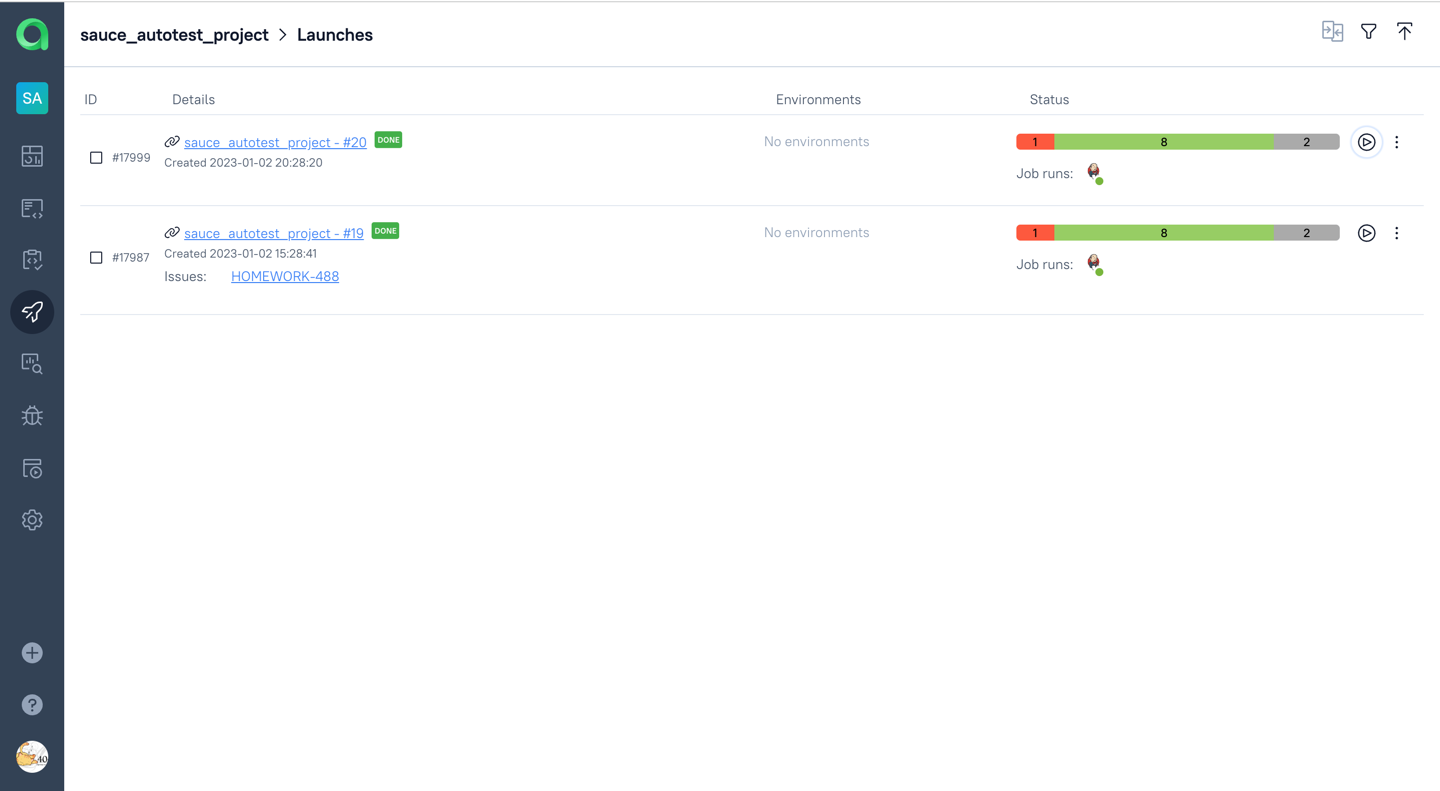 sauce_autotest_project > Launches
SA
ID Details Environments Status
#17999 sauce_autotest_project - #20 DONE No environments 1 8 2
Created 2023-01-02 20:28:20
Job runs:
#17987 sauce_autotest_project - #19 DONE No environments 1 8 2
Created 2023-01-02 15:28:41
Job runs:
Issues: HOMEWORK-488
AO